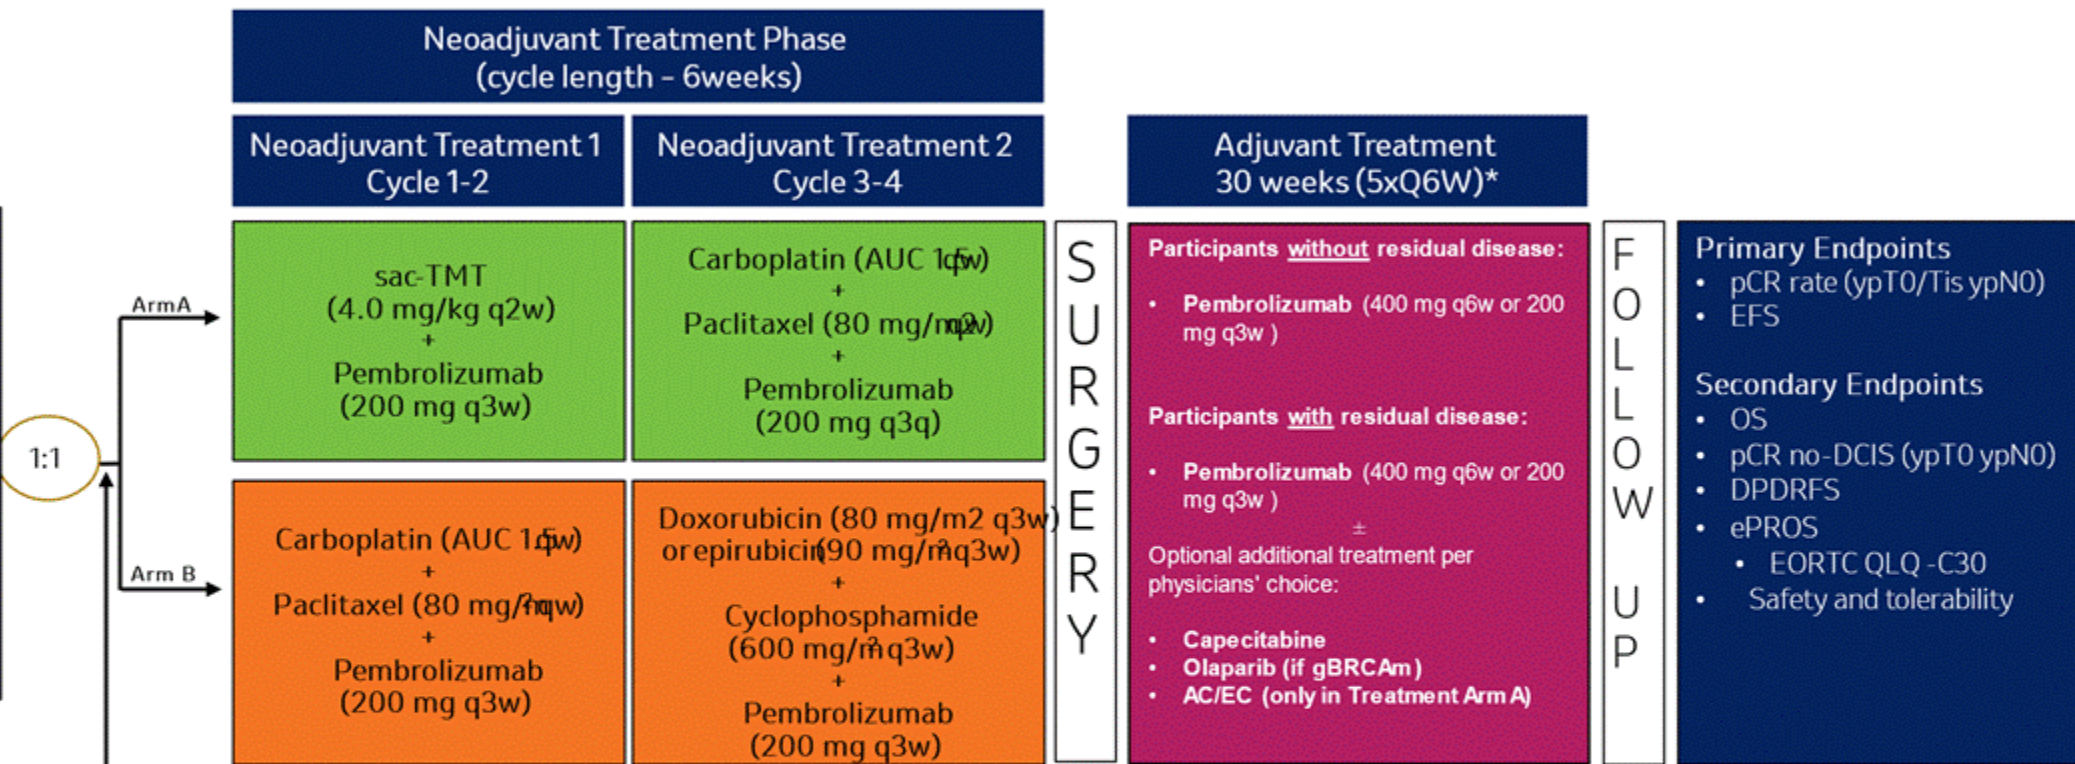 Neoadjuvant Treatment Phase
(cycle length – 6weeks)
Neoadjuvant Treatment 1
Cycle 1-2
Neoadjuvant Treatment 2
Cycle 3-4
Adjuvant Treatment
30 weeks (5xQ6W)*
1:1
ArmA
sac-TMT
(4.0 mg/kg q2w)
+
Pembrolizumab
(200 mg q3w)
Carboplatin (AUC 1.5 qw)
+
Paclitaxel (80 mg/m2 qw)
+
Pembrolizumab
(200 mg q3q)
Arm B
Carboplatin (AUC 1.5 qw)
+
Paclitaxel (80 mg/m2 qw)
+
Pembrolizumab
(200 mg q3w)
Doxorubicin (80 mg/m2 q3w)
or epirubicin (90 mg/m2 q3w)
+
Cyclophosphamide
(600 mg/m2 q3w)
+
Pembrolizumab
(200 mg q3w)
SURGERY
Participants without residual disease:
• Pembrolizumab (400 mg q6w or 200
mg q3w )
Participants with residual disease:
• Pembrolizumab (400 mg q6w or 200
mg q3w )
±
Optional additional treatment per
physicians' choice:
• Capecitabine
• Olaparib (if gBRCAm)
• AC/EC (only in Treatment Arm A)
FOLLOW UP
Primary Endpoints
• pCR rate (ypT0/Tis ypN0)
• EFS
Secondary Endpoints
• OS
• pCR no-DCIS (ypT0 ypN0)
• DPDRFS
• ePROS
• EORTC QLQ -C30
• Safety and tolerability